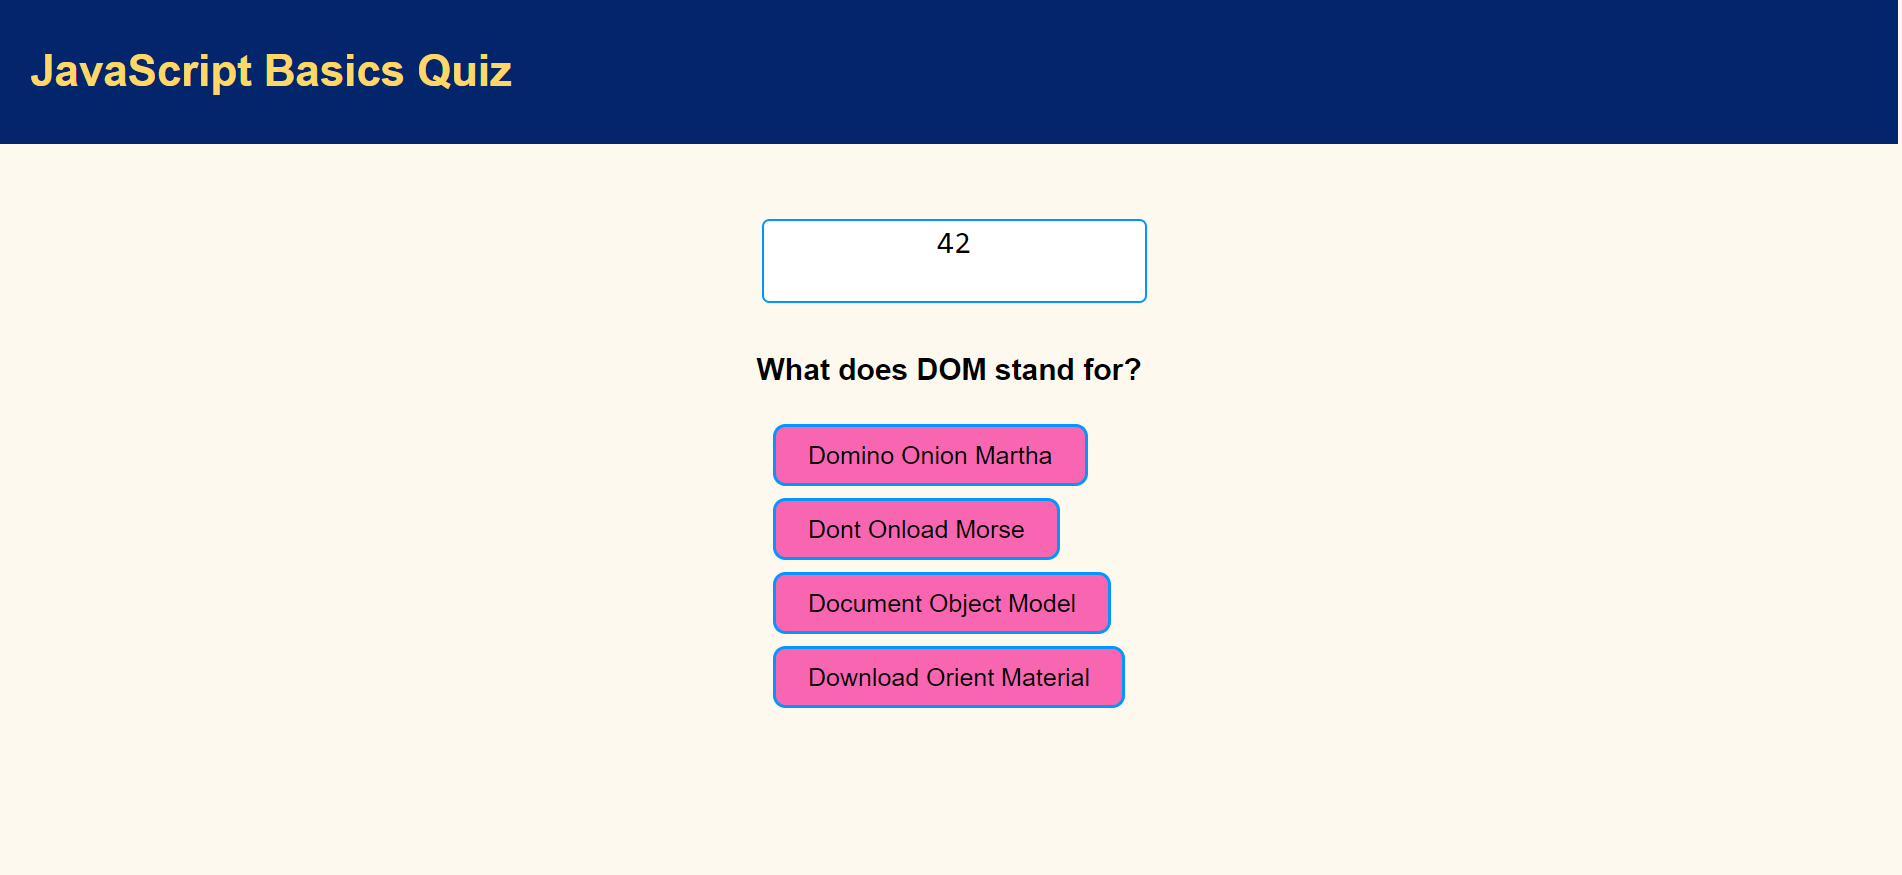 JavaScript Basics Quiz
42
What does DOM stand for?
Domino Onion Martha
Dont Onload Morse
Document Object Model
Download Orient Material